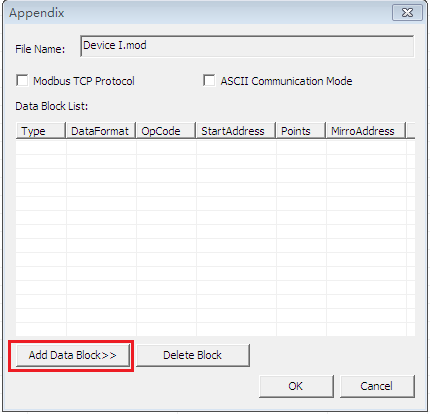 Appendix
File Name: Device I.mod
Modbus TCP Protocol ASCII Communication Mode
Data Block List:
Type DataFormat OpCode StartAddress Points MirroAddress
Add Data Block>> Delete Block
OK Cancel